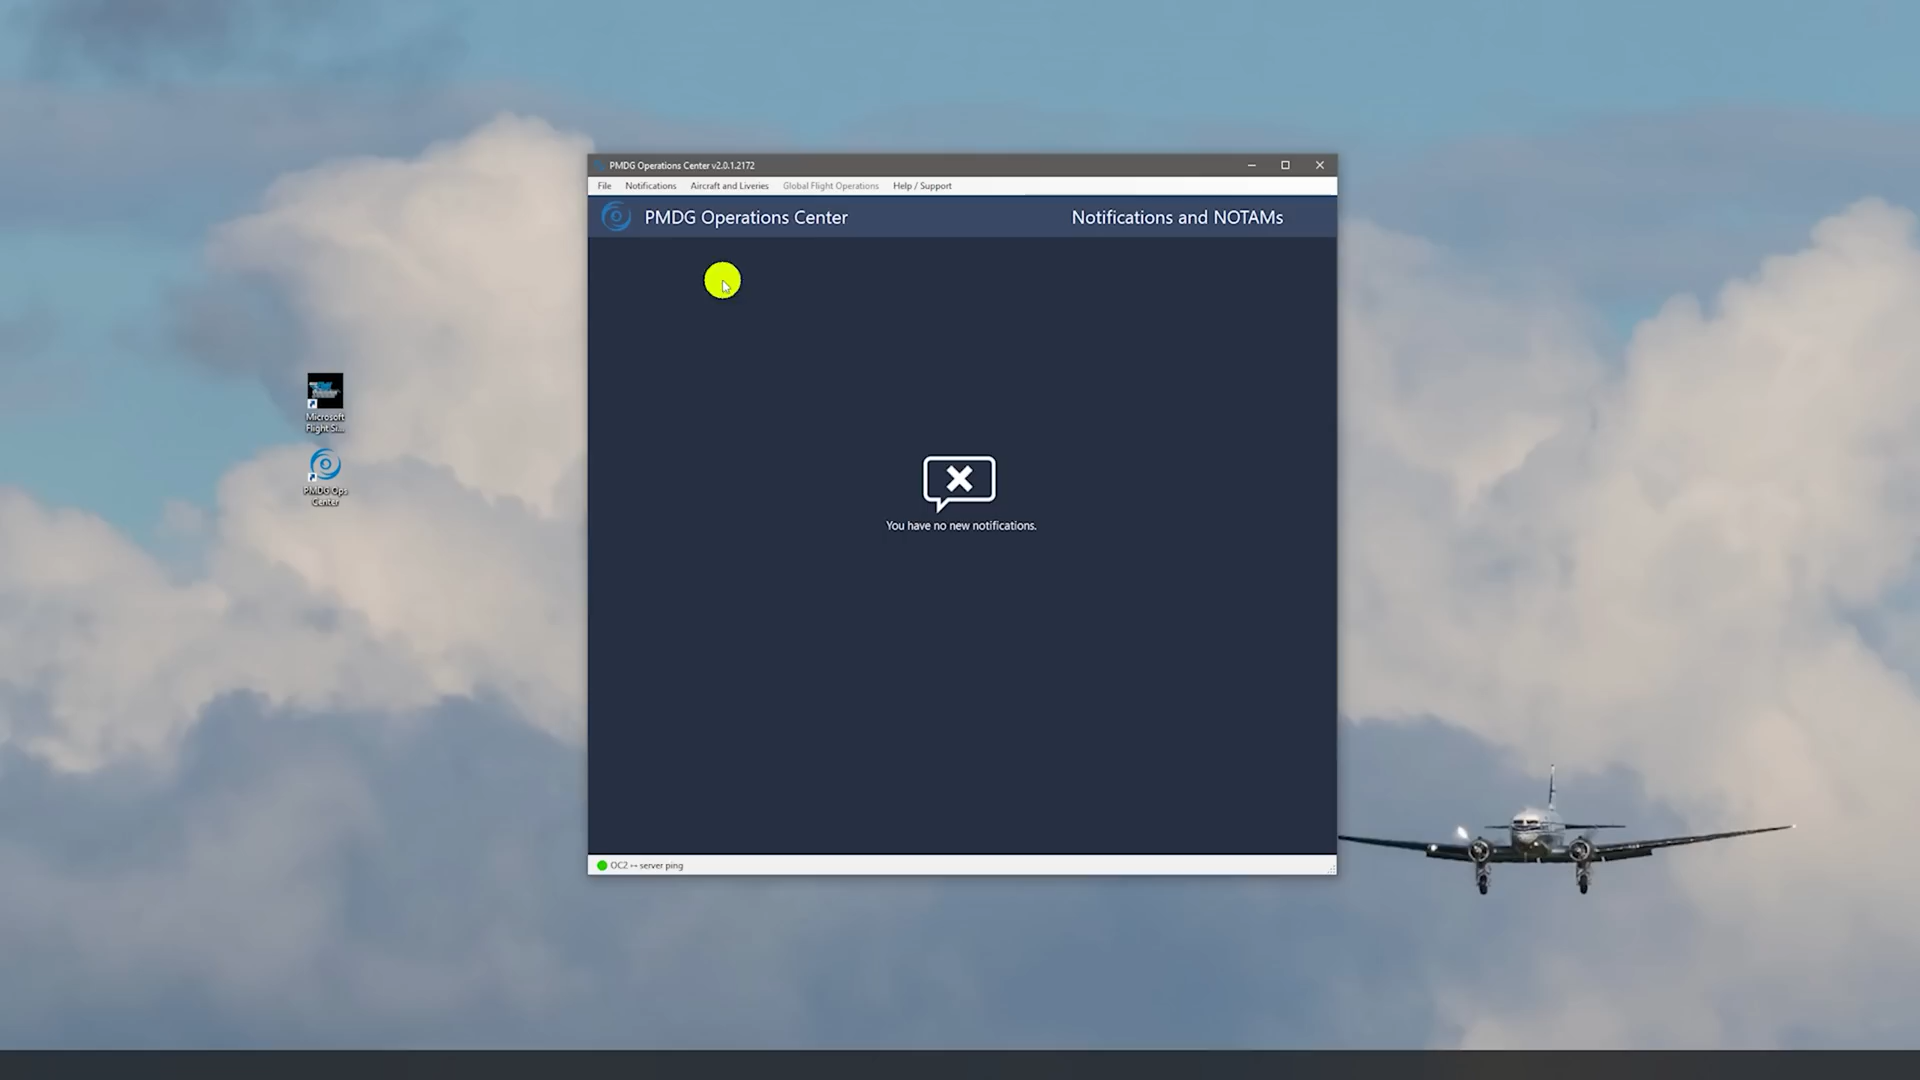 PMDG Operations Center v2.0.1.2172
File Notifications Aircraft and Liveries Global Flight Operations Help / Support
PMDG Operations Center Notifications and NOTAMs
You have no new notifications.
OC2 ↔ server ping
Microsoft
Flight Si...
PMDG Ops
Center